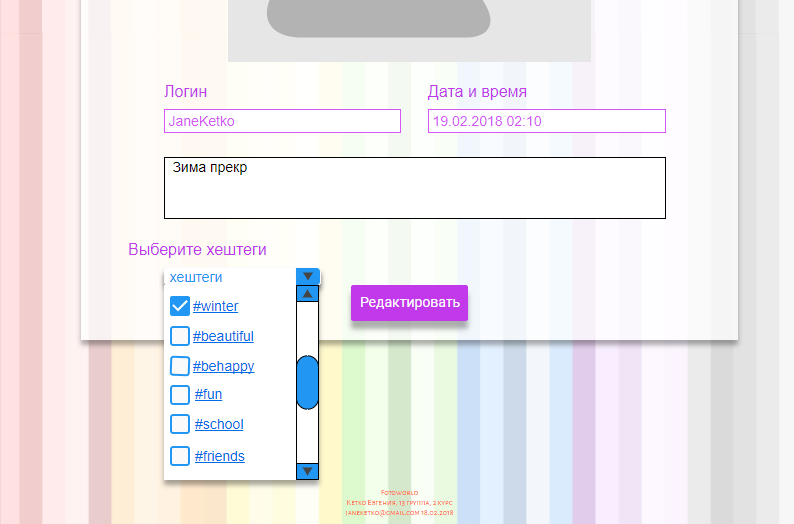 Логин
Дата и время
JaneKetko
19.02.2018 02:10
Зима прекр
Выберите хештеги
хештеги
#winter
Редактировать
#beautiful
#behappy
#fun
#school
#friends
Fotoworld
Кетко Евгения, 13 группа, 2 курс
janeketko@gmail.com 18.02.2018